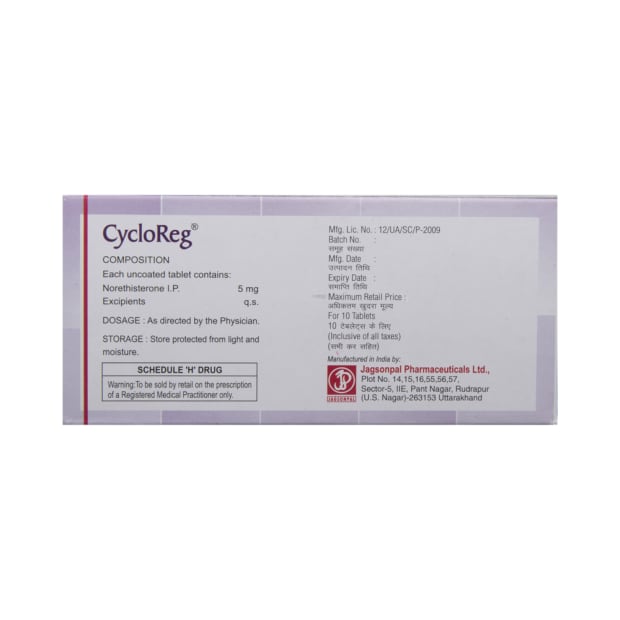 CycloReg®
COMPOSITION
Each uncoated tablet contains:
Norethisterone I.P. 5 mg
Excipients q.s.
DOSAGE : As directed by the Physician.
STORAGE : Store protected from light and
moisture.
SCHEDULE 'H' DRUG
Warning:To be sold by retail on the prescription
of a Registered Medical Practitioner only.
Mfg. Lic. No. : 12/UA/SC/P-2009
Batch No. :
समूह संख्या
Mfg. Date :
उत्पादन तिथि
Expiry Date :
समाप्ति तिथि
Maximum Retail Price :
अधिकतम खुदरा मूल्य
For 10 Tablets
10 टेबलेट्स के लिए
(Inclusive of all taxes)
(सभी कर सहित)
Manufactured in India by:
Jagsonpal Pharmaceuticals Ltd.,
Plot No. 14,15,16,55,56,57,
Sector-5, IIE, Pant Nagar, Rudrapur
(U.S. Nagar)-263153 Uttarakhand
JAGSONPAL